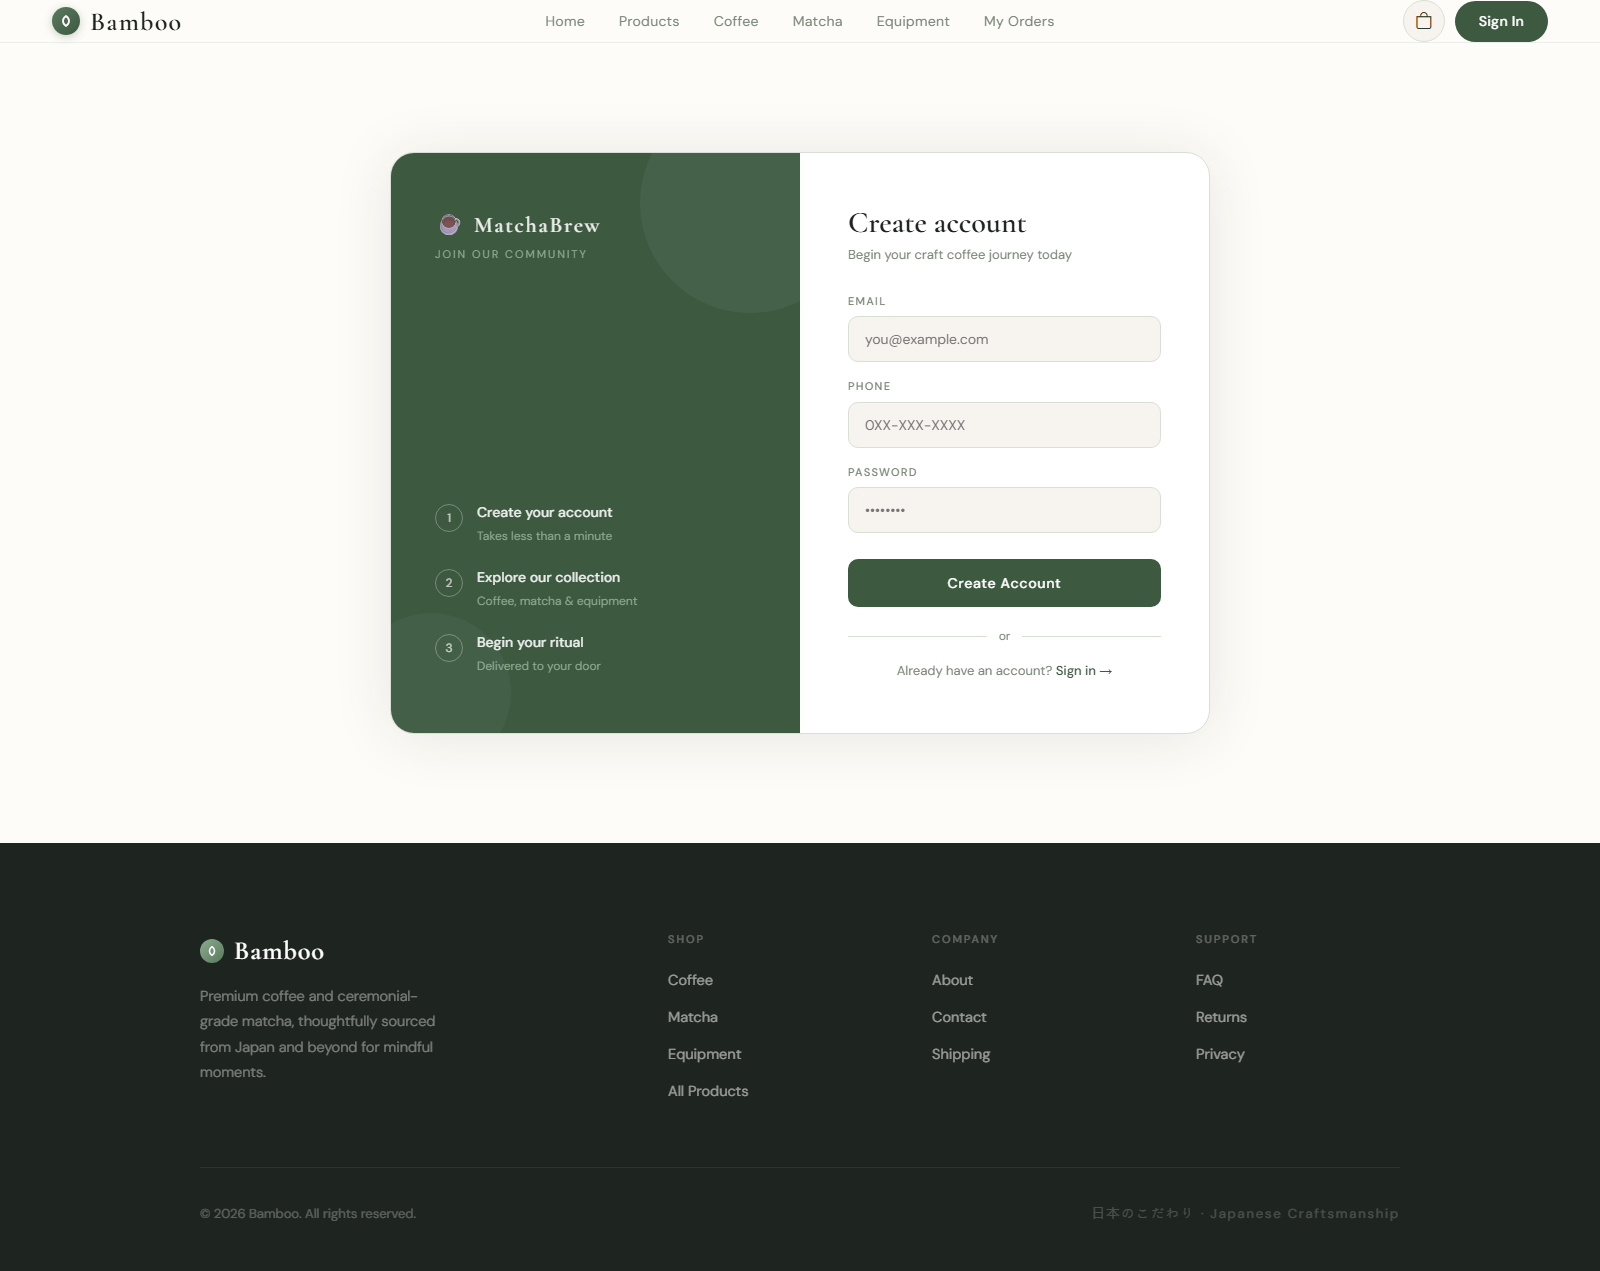 Bamboo
Home
Products
Coffee
Matcha
Equipment
My Orders
Sign In
MatchaBrew
JOIN OUR COMMUNITY
1
Create your account
Takes less than a minute
2
Explore our collection
Coffee, matcha & equipment
3
Begin your ritual
Delivered to your door
Create account
Begin your craft coffee journey today
EMAIL
you@example.com
PHONE
0XX-XXX-XXXX
PASSWORD
••••••••
Create Account
or
Already have an account? Sign in →
Bamboo
Premium coffee and ceremonial-
grade matcha, thoughtfully sourced
from Japan and beyond for mindful
moments.
SHOP
Coffee
Matcha
Equipment
All Products
COMPANY
About
Contact
Shipping
SUPPORT
FAQ
Returns
Privacy
© 2026 Bamboo. All rights reserved.
日本のこだわり · Japanese Craftsmanship